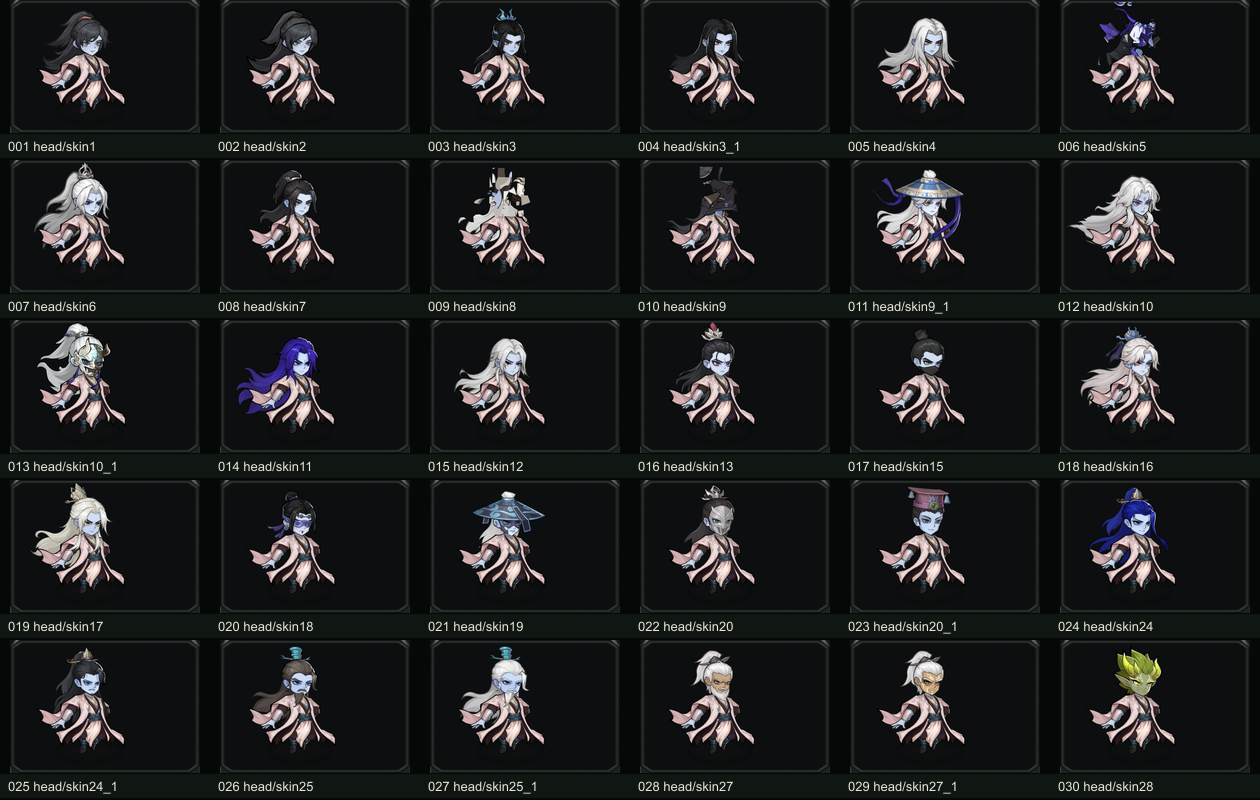 001 head/skin1
002 head/skin2
003 head/skin3
004 head/skin3_1
005 head/skin4
006 head/skin5
007 head/skin6
008 head/skin7
009 head/skin8
010 head/skin9
011 head/skin9_1
012 head/skin10
013 head/skin10_1
014 head/skin11
015 head/skin12
016 head/skin13
017 head/skin15
018 head/skin16
019 head/skin17
020 head/skin18
021 head/skin19
022 head/skin20
023 head/skin20_1
024 head/skin24
025 head/skin24_1
026 head/skin25
027 head/skin25_1
028 head/skin27
029 head/skin27_1
030 head/skin28